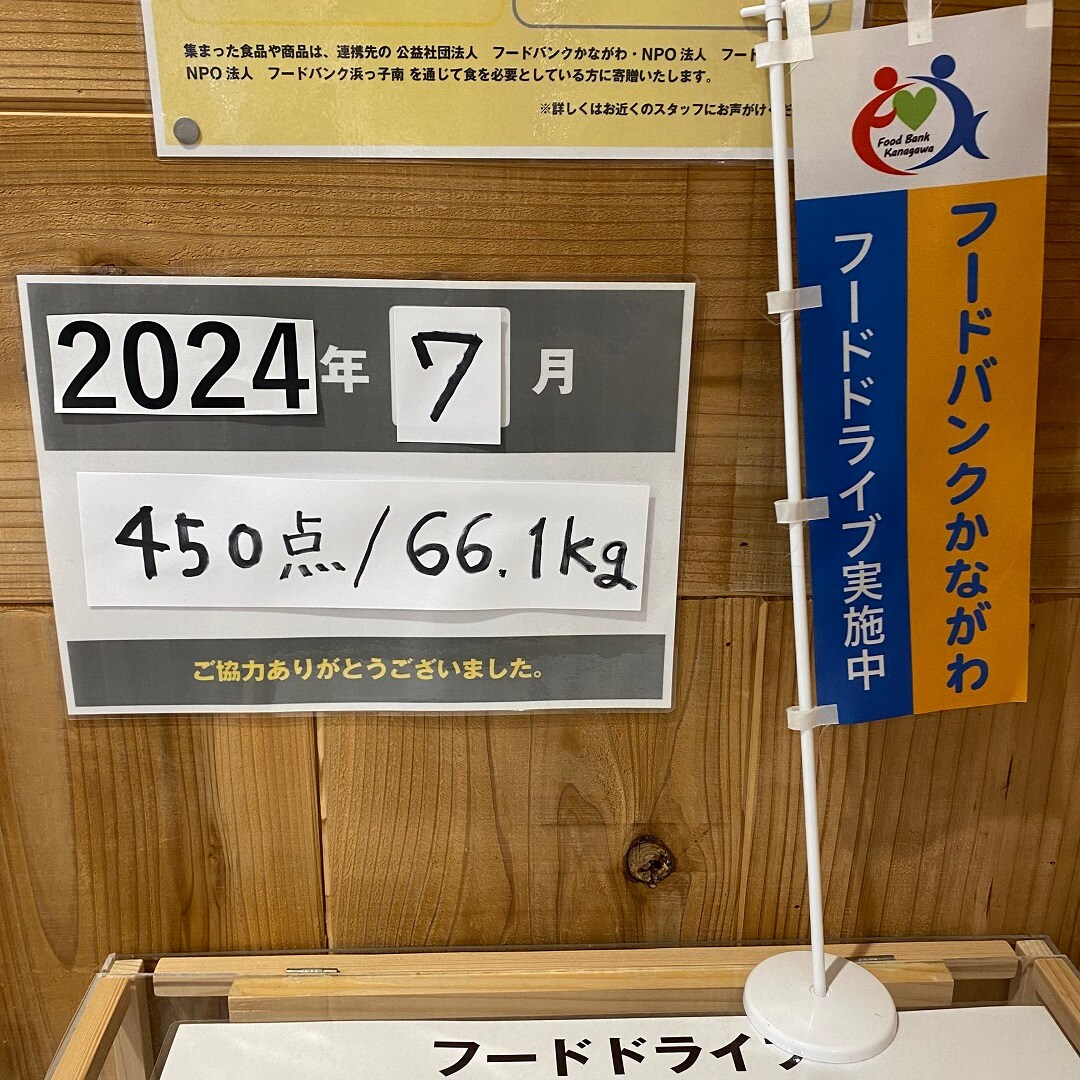 集まった食品や商品は、連携先の 公益社団法人　フードバンクかながわ・NPO 法人　フー
NPO 法人　フードバンク浜っ子南 を通じて食を必要としている方に寄贈いたします。
※詳しくはお近くのスタッフにお声がけ
2024年 7 月
450点/66.1kg
ご協力ありがとうございました。
Food Bank
Kanagawa
フードバンクかながわ
フードドライブ実施中
フードドライブ